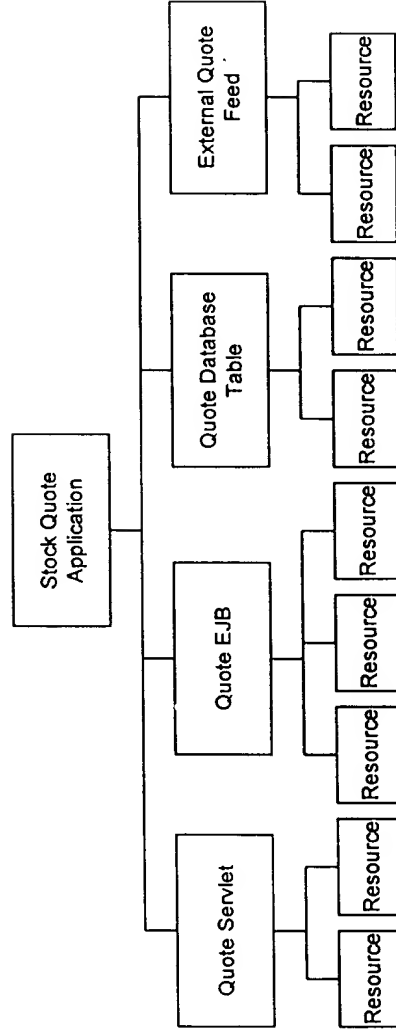 Stock Quote
Application
Quote Servlet
Quote EJB
Quote Database
Table
External Quote
Feed
Resource
Resource
Resource
Resource
Resource
Resource
Resource
Resource
Resource